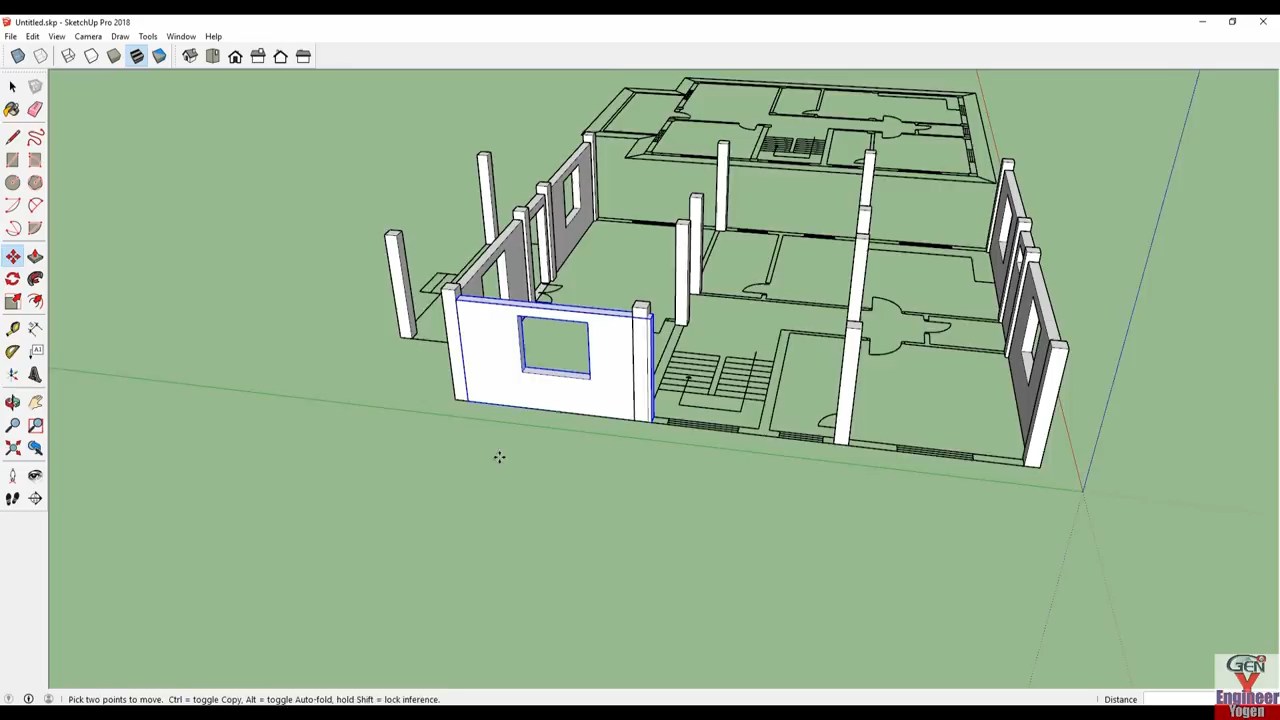 Untitled.skp - SketchUp Pro 2018
File Edit View Camera Draw Tools Window Help
Pick two points to move. Ctrl = toggle Copy, Alt = toggle Auto-fold, hold Shift = lock inference.
Distance
GEN
Y
Engineer
Yogen